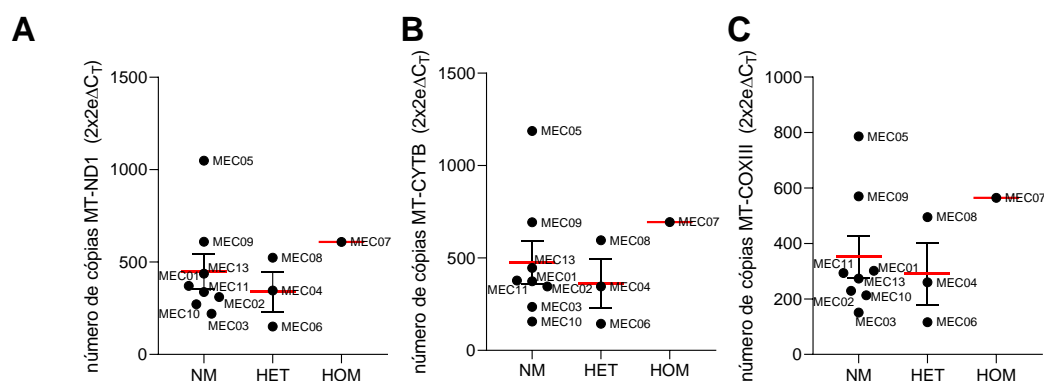 A
número de cópias MT-ND1 (2x2eΔCT)
1500
1000
500
0
MEC05
MEC09
MEC13
MEC01
MEC11
MEC02
MEC10
MEC03
MEC08
MEC04
MEC06
MEC07
NM
HET
HOM
B
número de cópias MT-CYTB (2x2eΔCT)
1500
1000
500
0
MEC05
MEC09
MEC13
MEC01
MEC11
MEC02
MEC03
MEC10
MEC08
MEC04
MEC06
MEC07
NM
HET
HOM
C
número de cópias MT-COXIII (2x2eΔCT)
1000
800
600
400
200
0
MEC05
MEC09
MEC11
MEC01
MEC13
MEC02
MEC10
MEC03
MEC08
MEC04
MEC06
MEC07
NM
HET
HOM